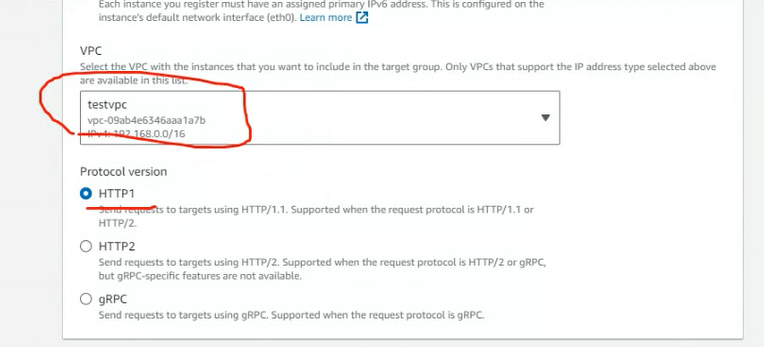 Each instance you register must have an assigned primary IPv6 address. This is configured on the
instance's default network interface (eth0). Learn more
VPC
Select the VPC with the instances that you want to include in the target group. Only VPCs that support the IP address type selected above
are available in this list.
testvpc
vpc-09ab4e6346aaa1a7b
IPv4: 192.168.0.0/16
Protocol version
HTTP1
Send requests to targets using HTTP/1.1. Supported when the request protocol is HTTP/1.1 or
HTTP/2.
HTTP2
Send requests to targets using HTTP/2. Supported when the request protocol is HTTP/2 or gRPC,
but gRPC-specific features are not available.
gRPC
Send requests to targets using gRPC. Supported when the request protocol is gRPC.